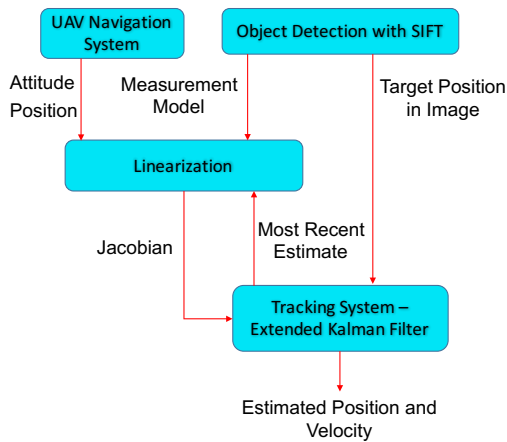 UAV Navigation
System
Object Detection with SIFT
Attitude
Position
Measurement
Model
Target Position
in Image
Linearization
Jacobian
Most Recent
Estimate
Tracking System –
Extended Kalman Filter
Estimated Position and
Velocity